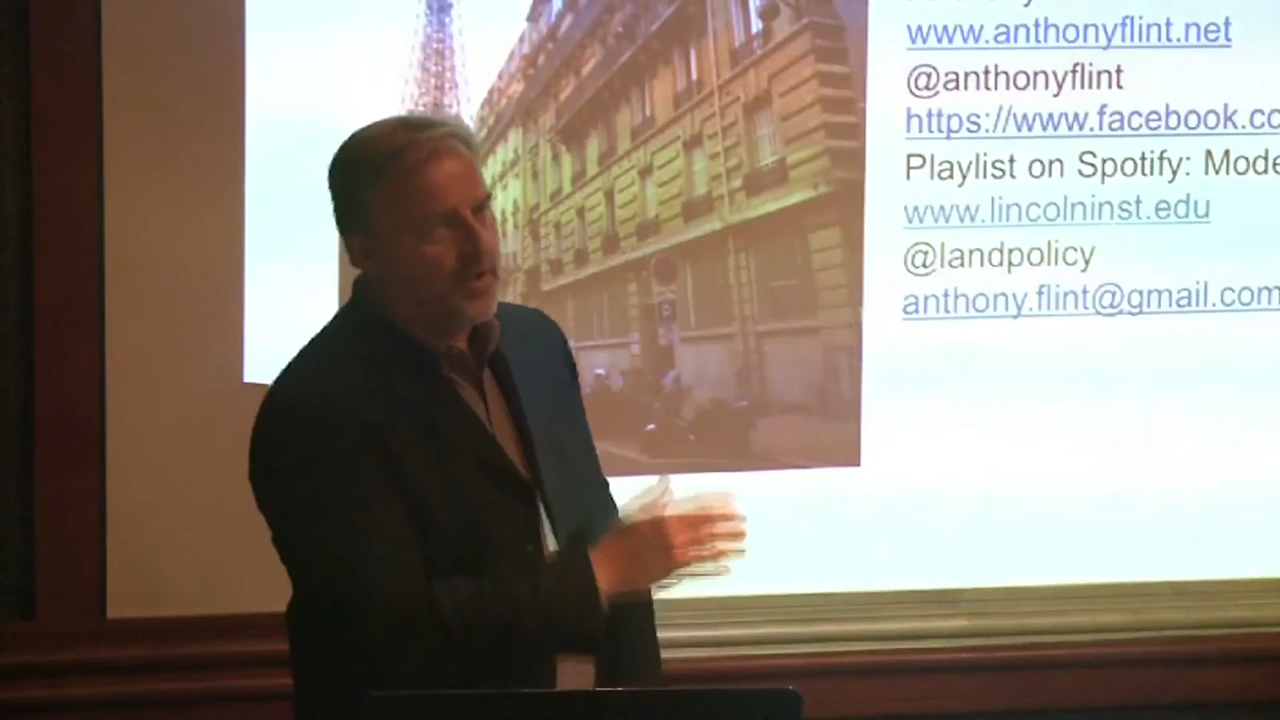 www.anthonyflint.net
@anthonyflint
https://www.facebook.co
Playlist on Spotify: Mode
www.lincolninst.edu
@landpolicy
anthony.flint@gmail.com